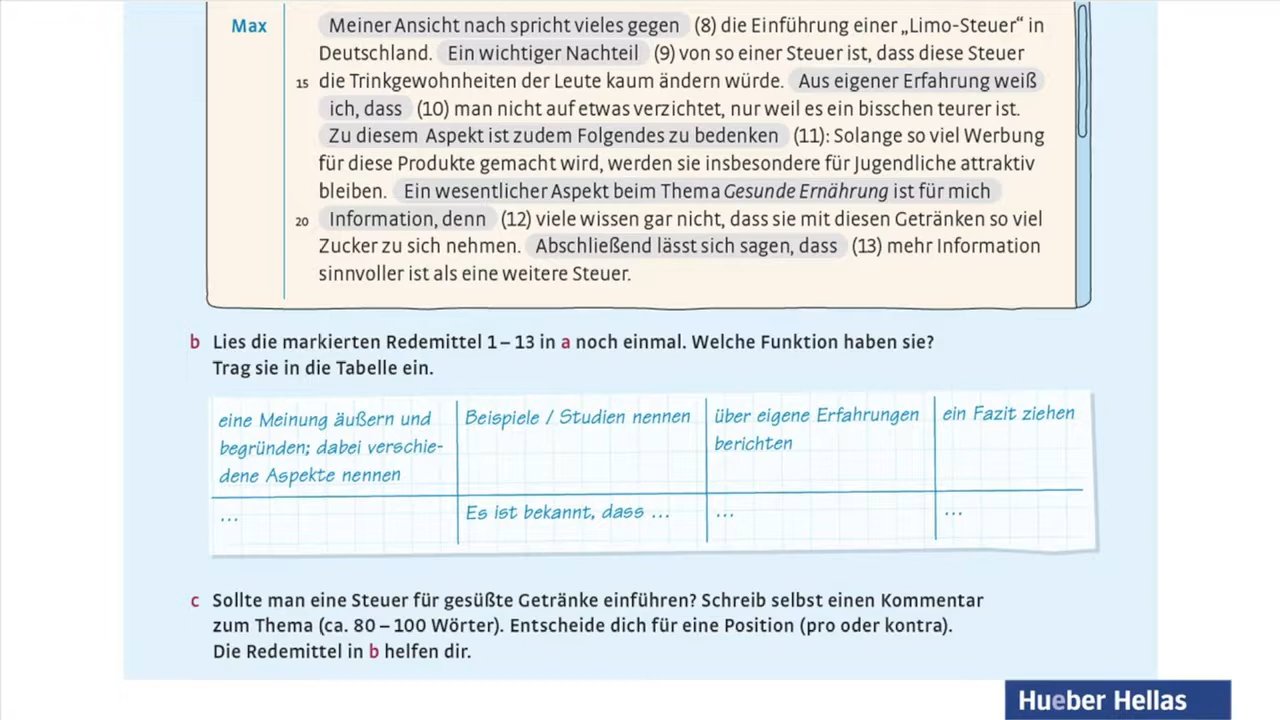 Max
Meiner Ansicht nach spricht vieles gegen (8) die Einführung einer „Limo-Steuer“ in
Deutschland. Ein wichtiger Nachteil (9) von so einer Steuer ist, dass diese Steuer
15 die Trinkgewohnheiten der Leute kaum ändern würde. Aus eigener Erfahrung weiß
ich, dass (10) man nicht auf etwas verzichtet, nur weil es ein bisschen teurer ist.
Zu diesem Aspekt ist zudem Folgendes zu bedenken (11): Solange so viel Werbung
für diese Produkte gemacht wird, werden sie insbesondere für Jugendliche attraktiv
bleiben. Ein wesentlicher Aspekt beim Thema Gesunde Ernährung ist für mich
20 Information, denn (12) viele wissen gar nicht, dass sie mit diesen Getränken so viel
Zucker zu sich nehmen. Abschließend lässt sich sagen, dass (13) mehr Information
sinnvoller ist als eine weitere Steuer.
b Lies die markierten Redemittel 1 – 13 in a noch einmal. Welche Funktion haben sie?
Trag sie in die Tabelle ein.
eine Meinung äußern und
begründen; dabei verschie-
dene Aspekte nennen
Beispiele / Studien nennen
über eigene Erfahrungen
berichten
ein Fazit ziehen
...
Es ist bekannt, dass ...
...
...
c Sollte man eine Steuer für gesüßte Getränke einführen? Schreib selbst einen Kommentar
zum Thema (ca. 80 – 100 Wörter). Entscheide dich für eine Position (pro oder kontra).
Die Redemittel in b helfen dir.
Hueber Hellas